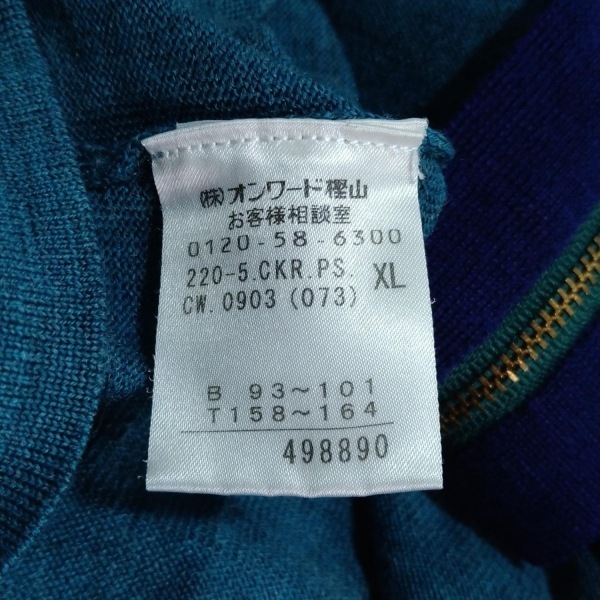 (株)オンワード樫山
お客様相談室
0120-58-6300
220-5.CKR.PS. XL
CW.0903(073)
B 93～101
T158～164
498890